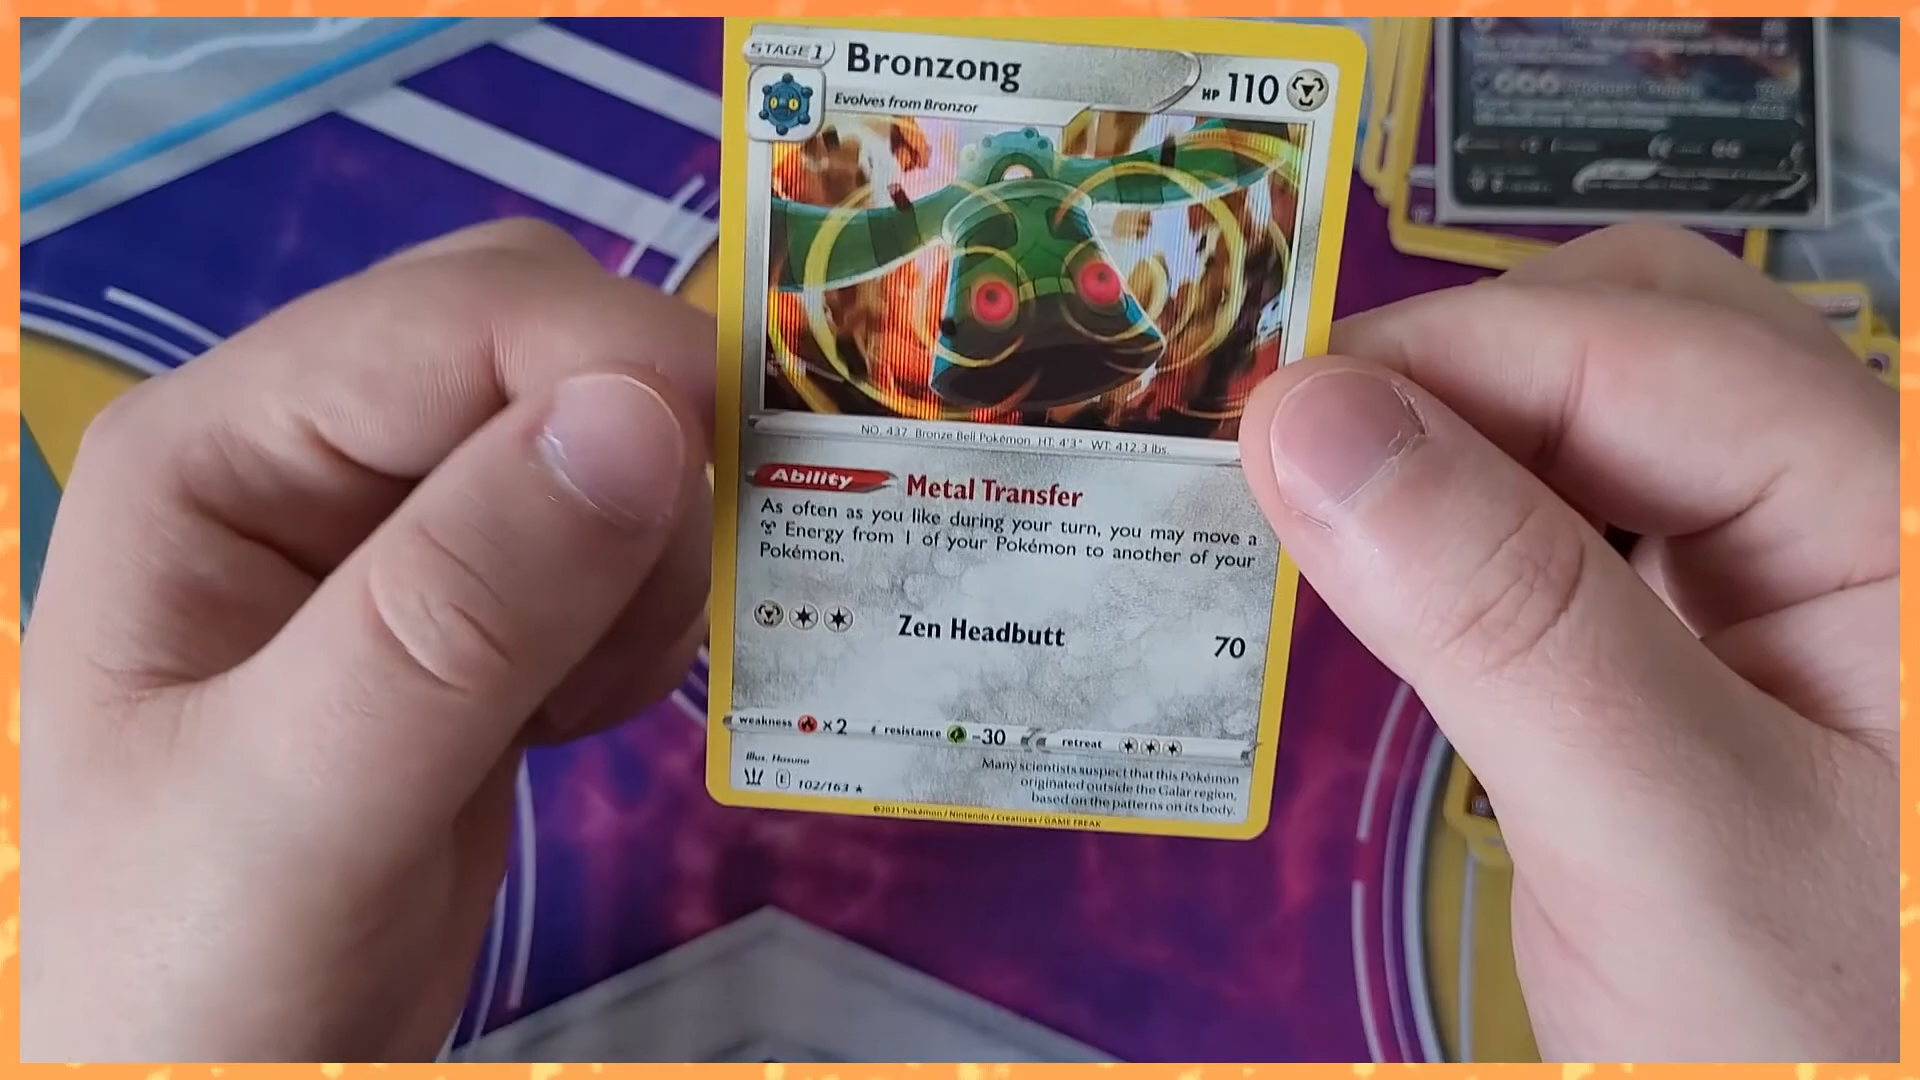 STAGE 1
Bronzong
HP 110
Evolves from Bronzor
NO. 437 Bronze Bell Pokémon HT: 4'3" WT: 412.3 lbs.
Ability Metal Transfer
As often as you like during your turn, you may move a
Energy from 1 of your Pokémon to another of your
Pokémon.
Zen Headbutt 70
weakness ×2 resistance -30 retreat
Illus. Hasuno
Many scientists suspect that this Pokémon
originated outside the Galar region,
based on the patterns on its body.
E 102/163 ★
©2021 Pokémon / Nintendo / Creatures / GAME FREAK